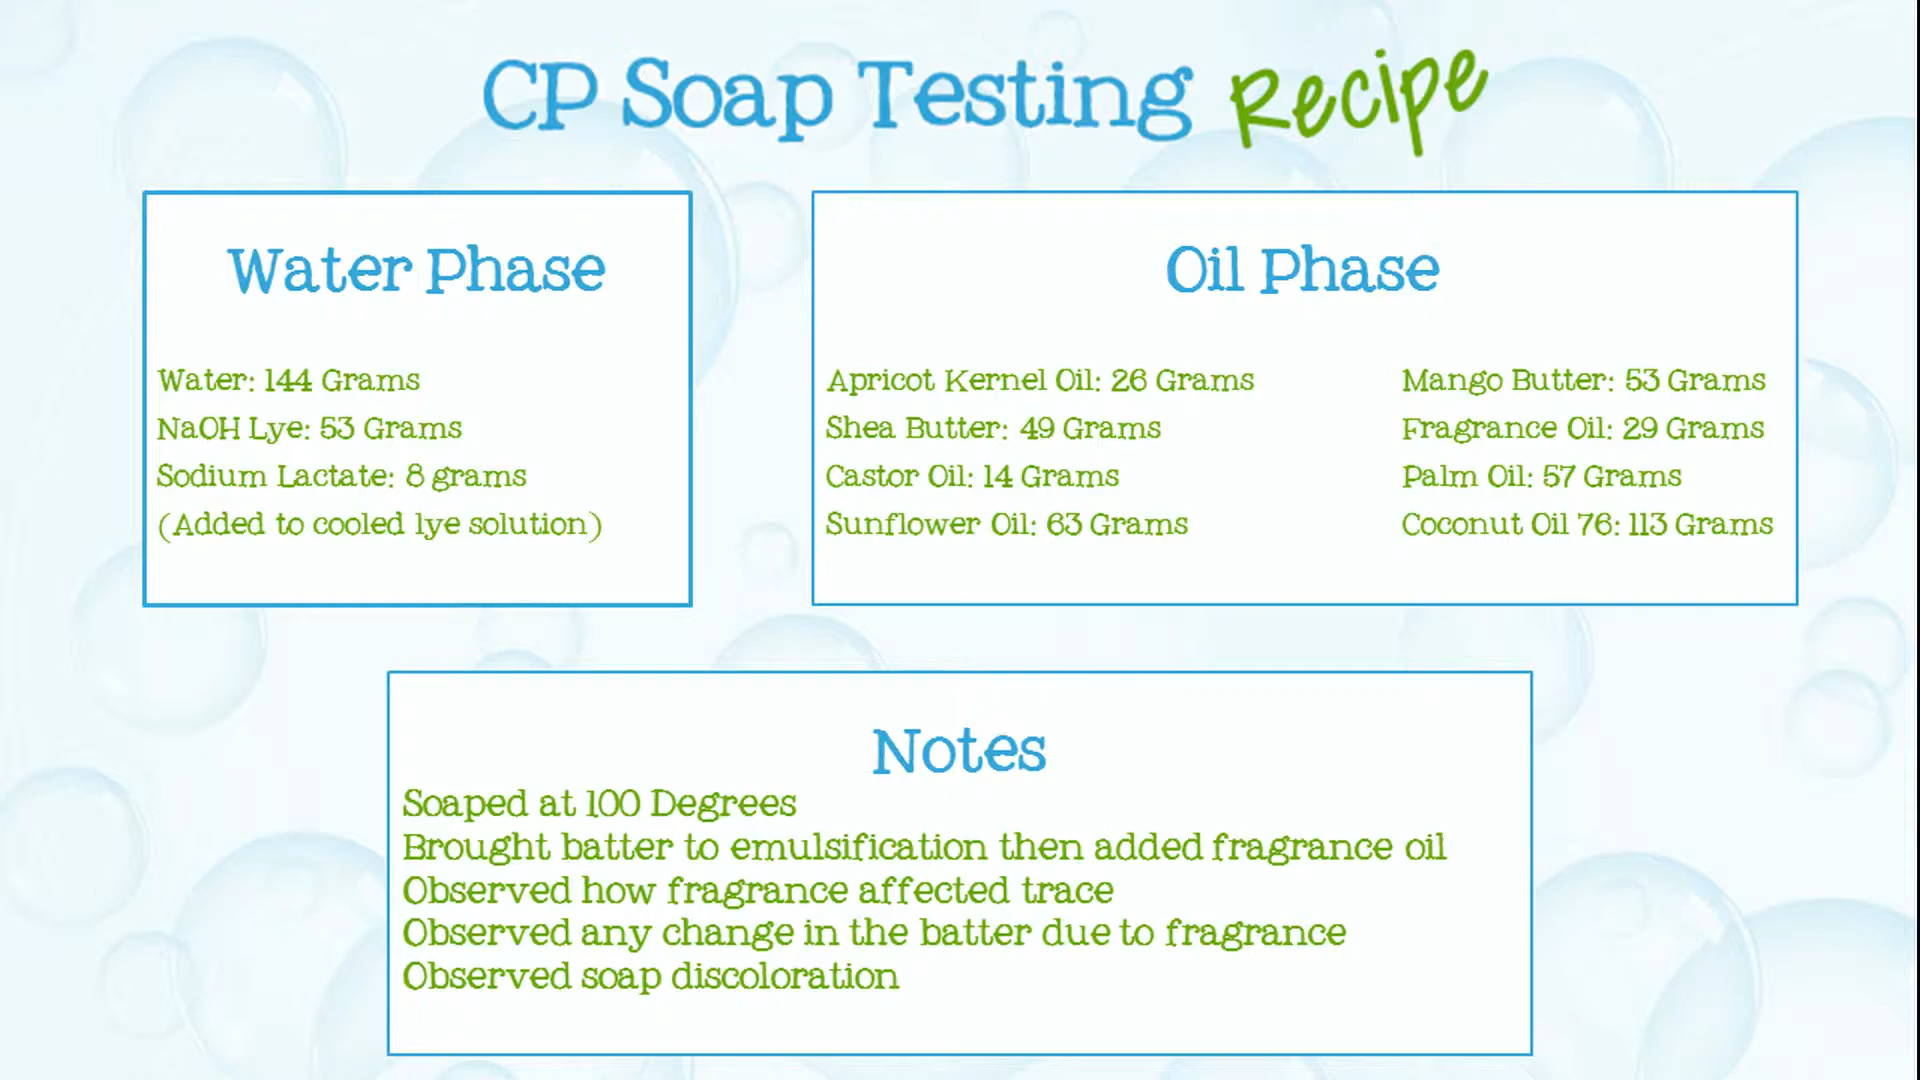 CP Soap Testing Recipe
Water Phase
Water: 144 Grams
NaOH Lye: 53 Grams
Sodium Lactate: 8 grams
(Added to cooled lye solution)
Oil Phase
Apricot Kernel Oil: 26 Grams
Shea Butter: 49 Grams
Castor Oil: 14 Grams
Sunflower Oil: 63 Grams
Mango Butter: 53 Grams
Fragrance Oil: 29 Grams
Palm Oil: 57 Grams
Coconut Oil 76: 113 Grams
Notes
Soaped at 100 Degrees
Brought batter to emulsification then added fragrance oil
Observed how fragrance affected trace
Observed any change in the batter due to fragrance
Observed soap discoloration